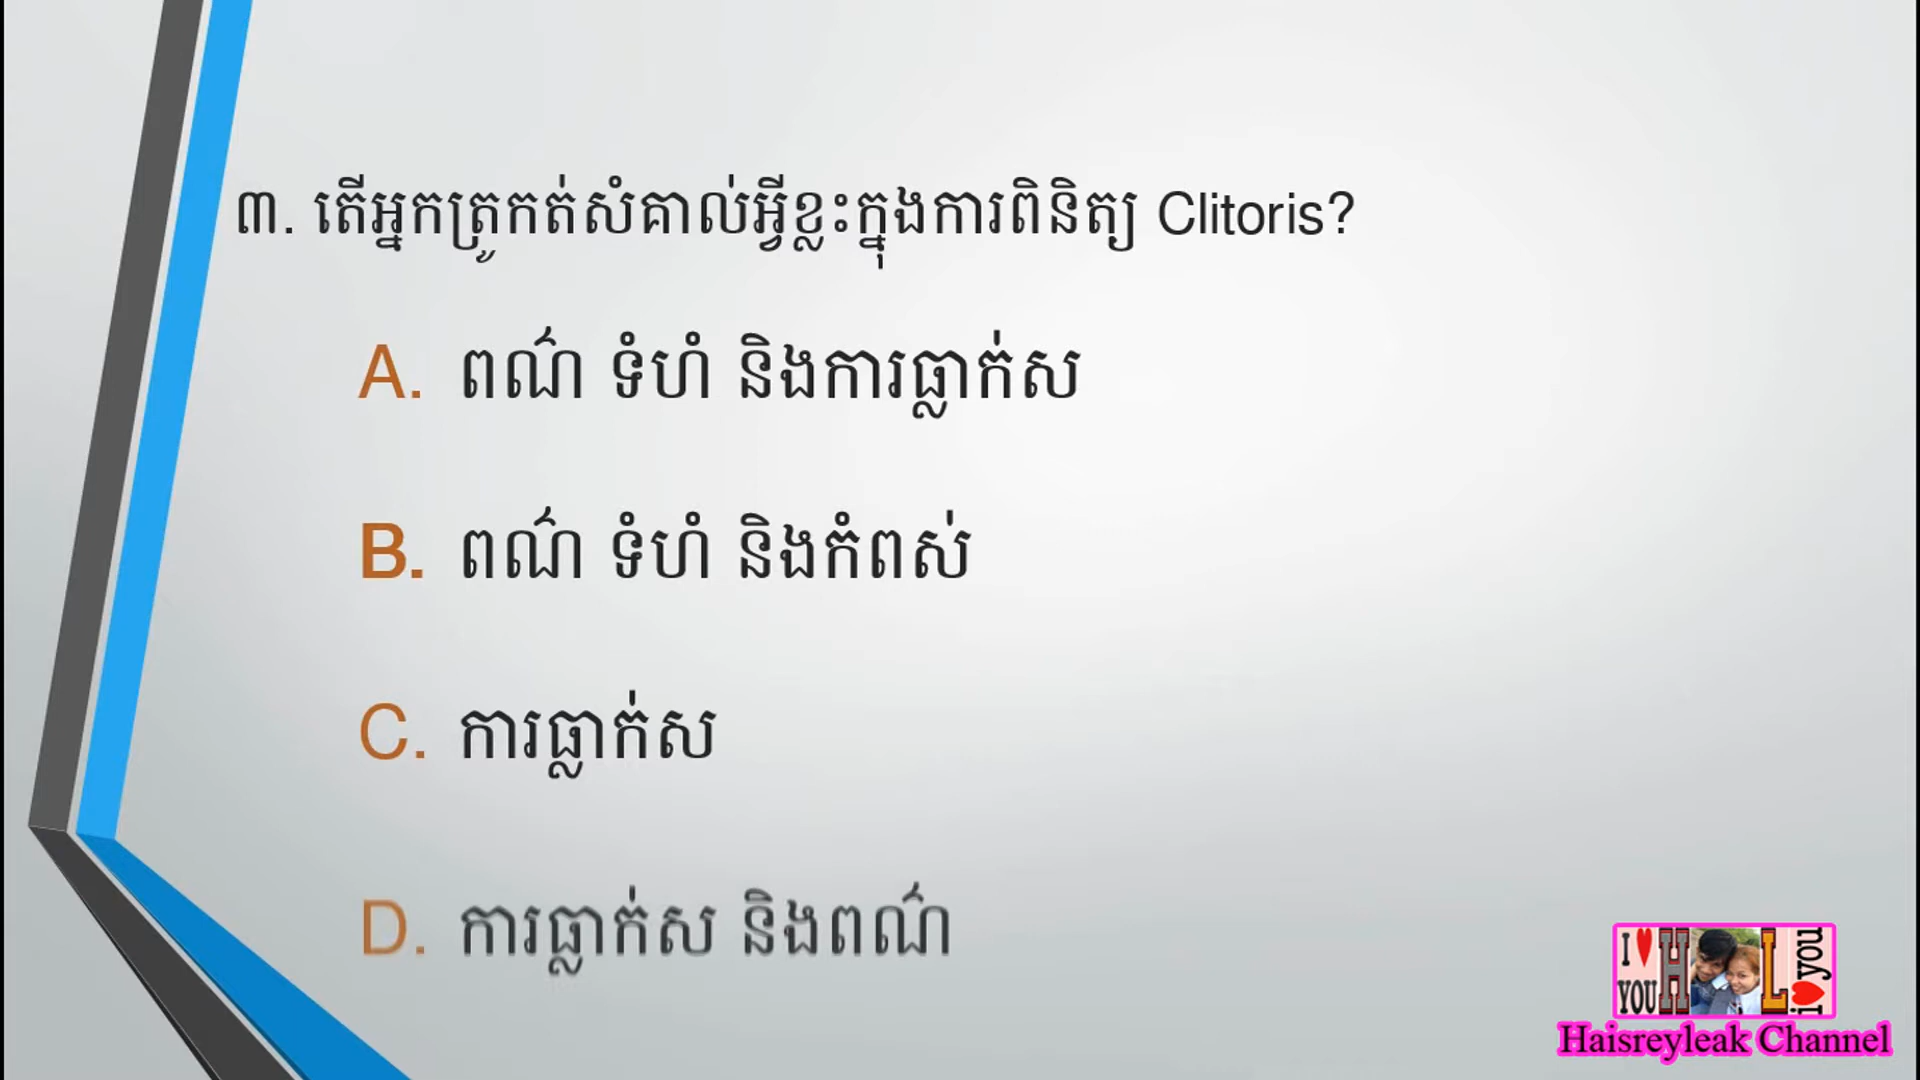 ៣. តើអ្នកត្រូកត់សំគាល់អ្វីខ្លះក្នុងការពិនិត្យ Clitoris?
A. ពណ៌ ទំហំ និងការធ្លាក់ស
B. ពណ៌ ទំហំ និងកំពស់
C. ការធ្លាក់ស
D. ការធ្លាក់ស និងពណ៌
I ♥ YOU H L i ♥ you
Haisreyleak Channel